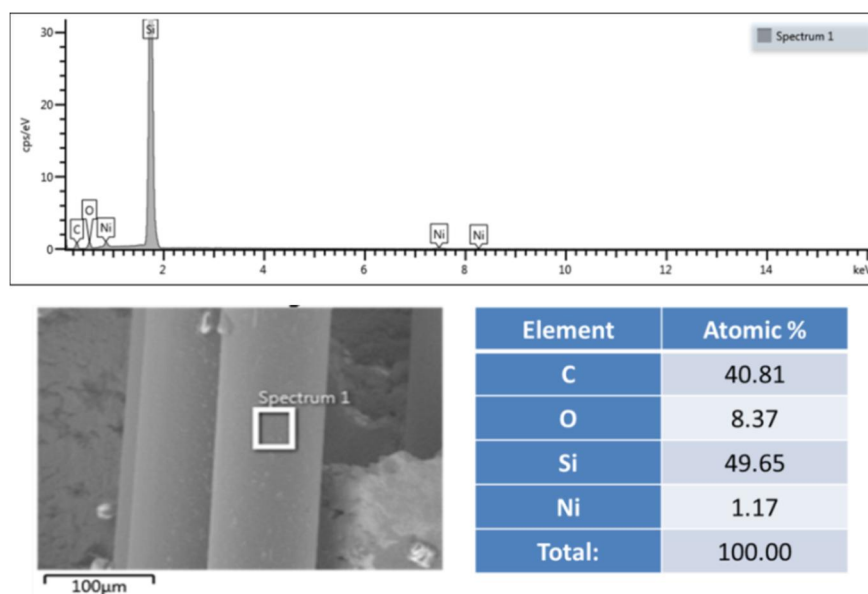 Si
Spectrum 1
30
20
10
0
cps/eV
C
O
Ni
Ni
Ni
2
4
6
8
10
12
14
keV
Spectrum 1
100µm
Element Atomic %
C 40.81
O 8.37
Si 49.65
Ni 1.17
Total: 100.00